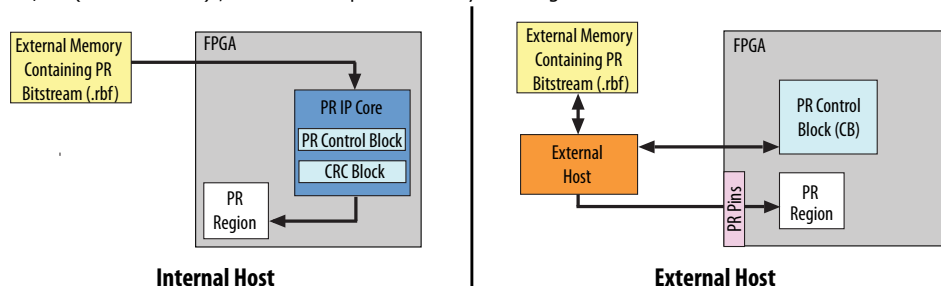 External Memory
Containing PR
Bitstream (.rbf)
FPGA
PR IP Core
PR Control Block
CRC Block
PR
Region
Internal Host
External Memory
Containing PR
Bitstream (.rbf)
External
Host
FPGA
PR Control
Block (CB)
PR Pins
PR
Region
External Host